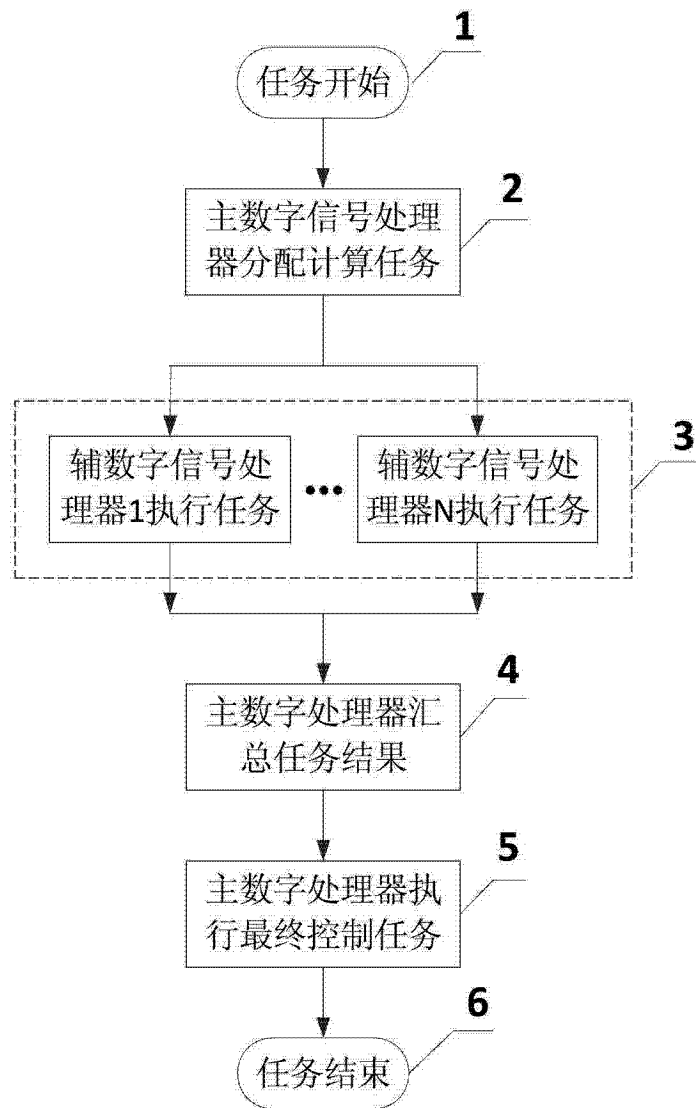 1
任务开始
2
主数字信号处理
器分配计算任务
3
辅数字信号处
理器1执行任务
•••
辅数字信号处
理器N执行任务
4
主数字处理器汇
总任务结果
5
主数字处理器执
行最终控制任务
6
任务结束